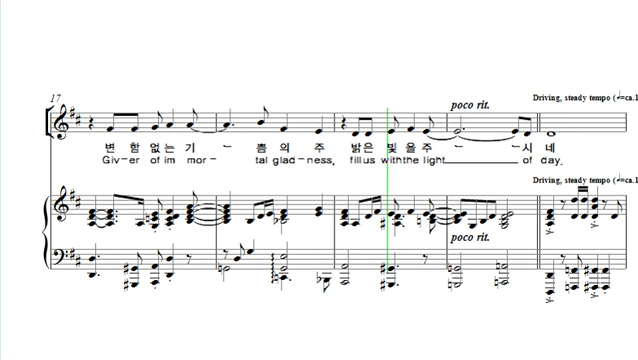 17
poco rit.
Driving, steady tempo (♩=ca.1
변 함 없 는 기 ~ 쁨 의 주 밝 은 빛 을 주 ~ 시 네
Giv-er of im mor- tal glad-ness, fill us with the light of day.
Driving, steady tempo (♩=ca.1
poco rit.